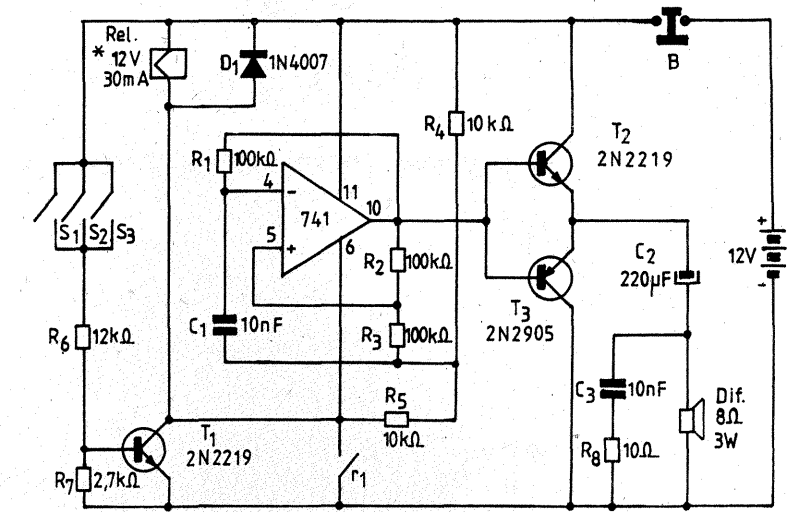 Rel.
* 12V
30mA
D1 1N4007
B
R4 10kΩ
T2
2N2219
R1 100kΩ
4
-
11
741
10
5
+
6
S1 S2 S3
R2 100kΩ
C2
220µF
+
12V
-
T3
2N2905
C1 10nF
R3 100kΩ
R6 12kΩ
R5
10kΩ
C3 10nF
Dif.
8Ω
3W
T1
2N2219
R8 10Ω
R7 2,7kΩ
r1